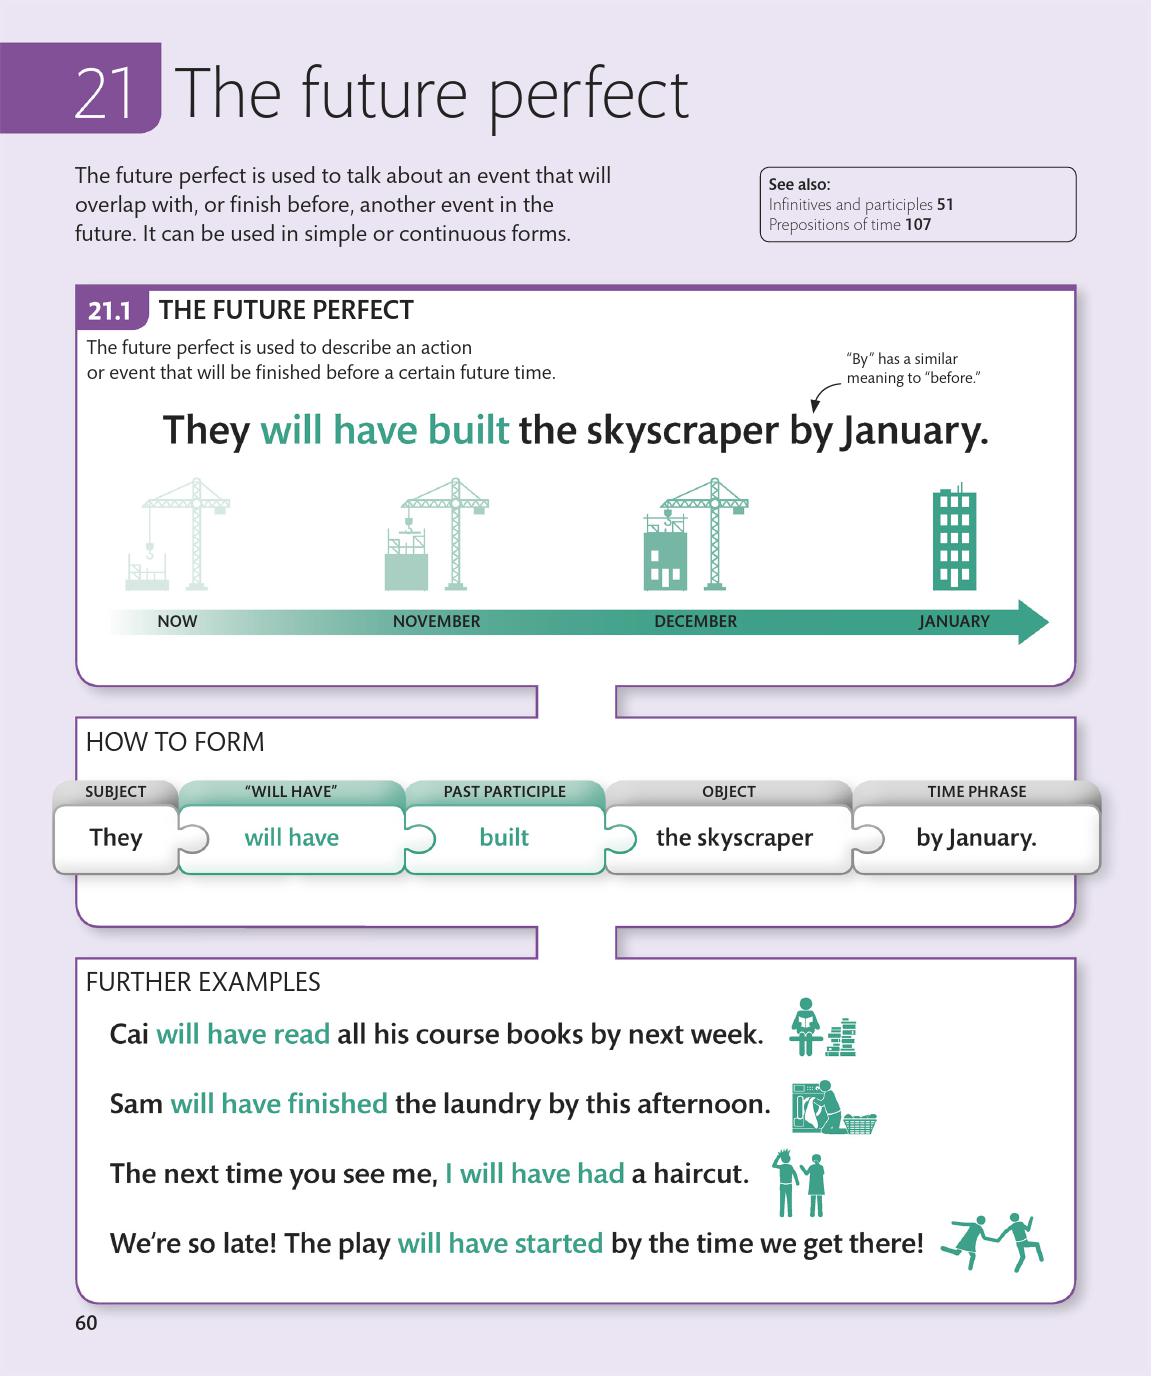 21 The future perfect
The future perfect is used to talk about an event that will
overlap with, or finish before, another event in the
future. It can be used in simple or continuous forms.
See also:
Infinitives and participles 51
Prepositions of time 107
21.1 THE FUTURE PERFECT
The future perfect is used to describe an action
or event that will be finished before a certain future time.
“By” has a similar
meaning to “before.”
They will have built the skyscraper by January.
NOW NOVEMBER DECEMBER JANUARY
HOW TO FORM
SUBJECT “WILL HAVE” PAST PARTICIPLE OBJECT TIME PHRASE
They will have built the skyscraper by January.
FURTHER EXAMPLES
Cai will have read all his course books by next week.
Sam will have finished the laundry by this afternoon.
The next time you see me, I will have had a haircut.
We’re so late! The play will have started by the time we get there!
60